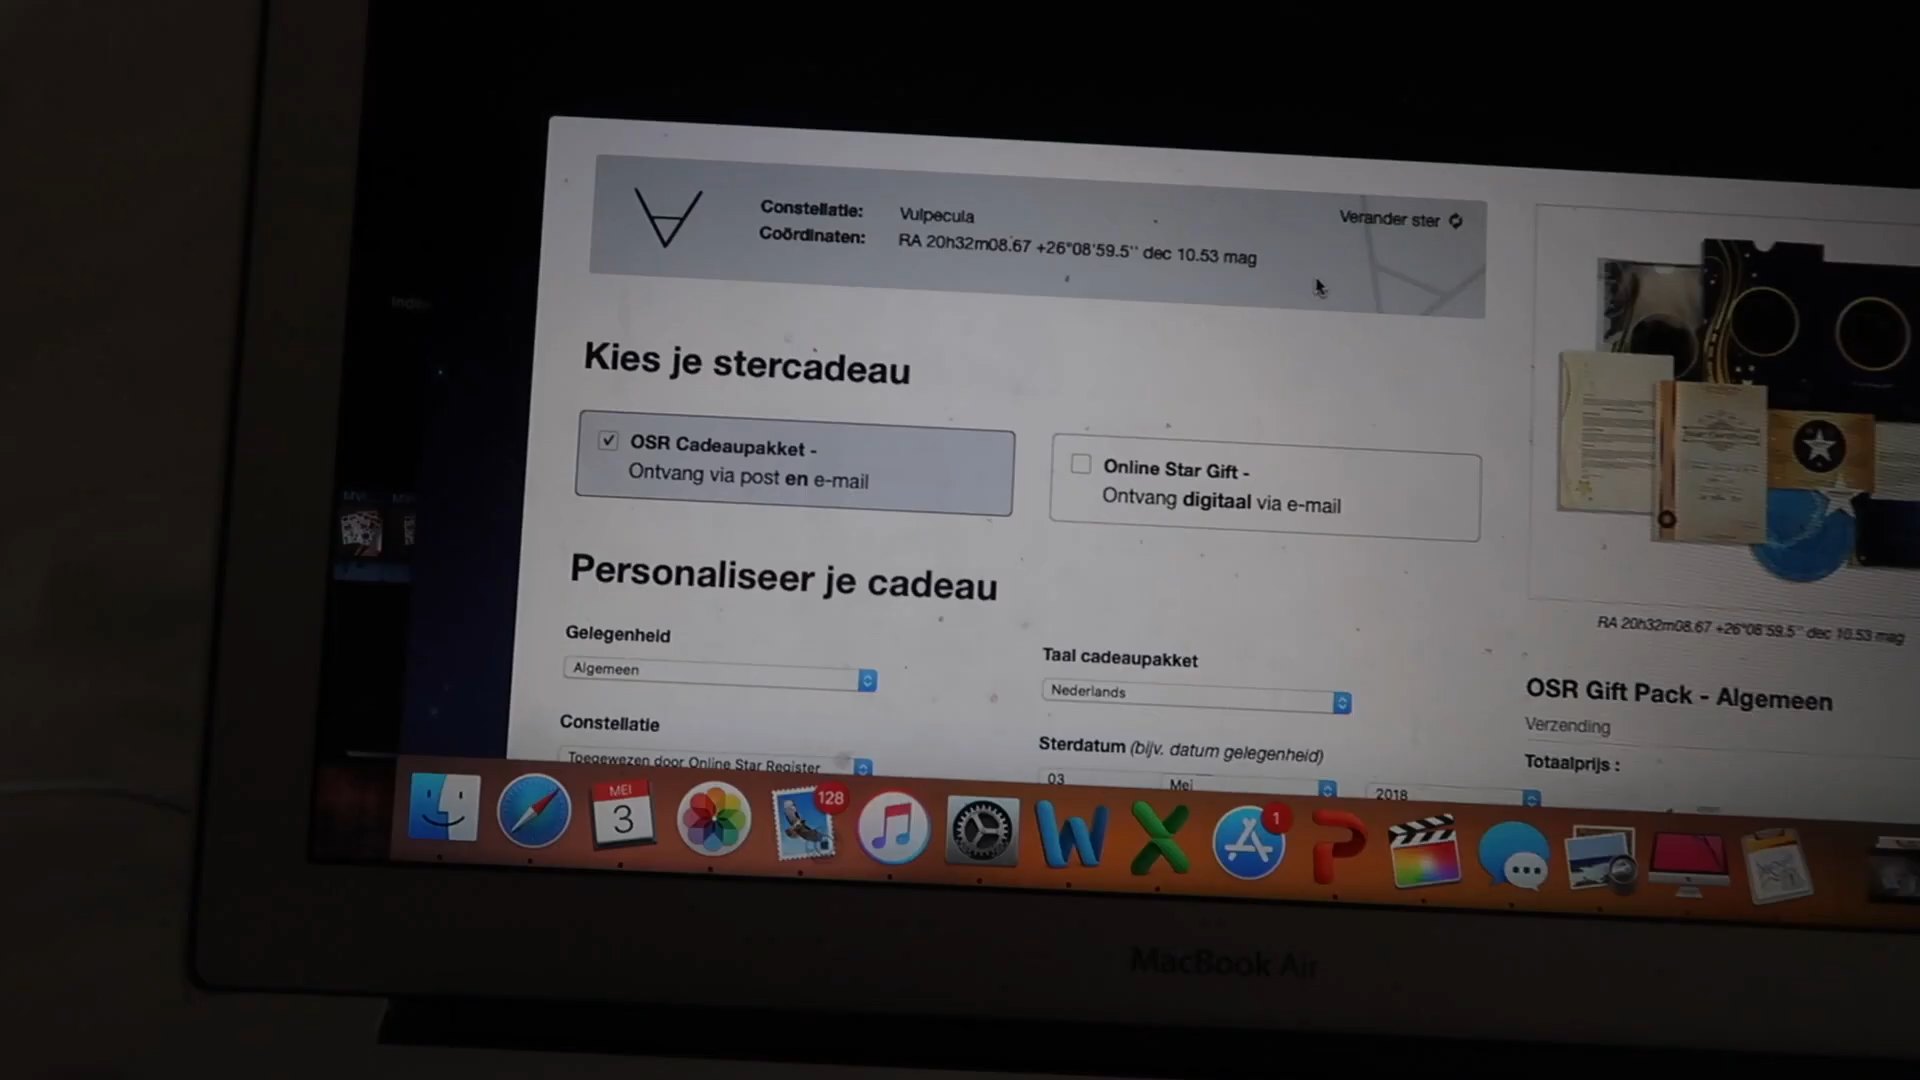 Constellatie: Vulpecula
Verander ster
Coördinaten: RA 20h32m08.67 +26°08'59.5'' dec 10.53 mag
Kies je stercadeau
OSR Cadeaupakket -
Ontvang via post en e-mail
Online Star Gift -
Ontvang digitaal via e-mail
Personaliseer je cadeau
Gelegenheid
Algemeen
Taal cadeaupakket
Nederlands
Constellatie
Toegewezen door Online Star Register
Sterdatum (bijv. datum gelegenheid)
03 Mei 2018
RA 20h32m08.67 +26°08'59.5'' dec 10.53 mag
OSR Gift Pack - Algemeen
Verzending
Totaalprijs :
MEI
3
128
1
MacBook Air